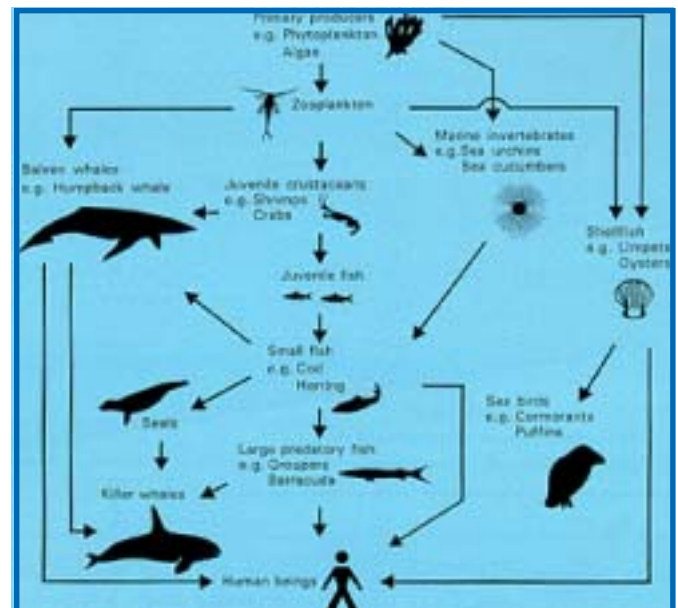 Primary producers
e.g. Phytoplankton
Algae
Zooplankton
Marine invertebrates
e.g. Sea urchins
Sea cucumbers
Baleen whales
e.g. Humpback whale
Juvenile crustaceans
e.g. Shrimps
Crabs
Shellfish
e.g. Limpets
Oysters
Juvenile fish
Small fish
e.g. Cod
Herring
Sea birds
e.g. Cormorants
Puffins
Seals
Large predatory fish
e.g. Groupers
Barracuda
Killer whales
Human beings